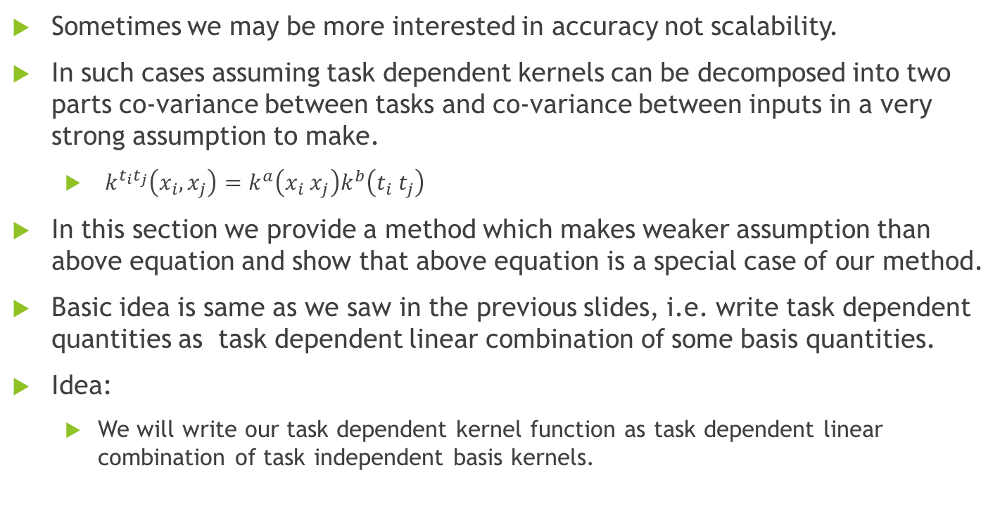 Sometimes we may be more interested in accuracy not scalability.
In such cases assuming task dependent kernels can be decomposed into two
parts co-variance between tasks and co-variance between inputs in a very
strong assumption to make.
k^{t_i t_j}(x_i, x_j) = k^a(x_i x_j)k^b(t_i t_j)
In this section we provide a method which makes weaker assumption than
above equation and show that above equation is a special case of our method.
Basic idea is same as we saw in the previous slides, i.e. write task dependent
quantities as  task dependent linear combination of some basis quantities.
Idea:
We will write our task dependent kernel function as task dependent linear
combination of task independent basis kernels.